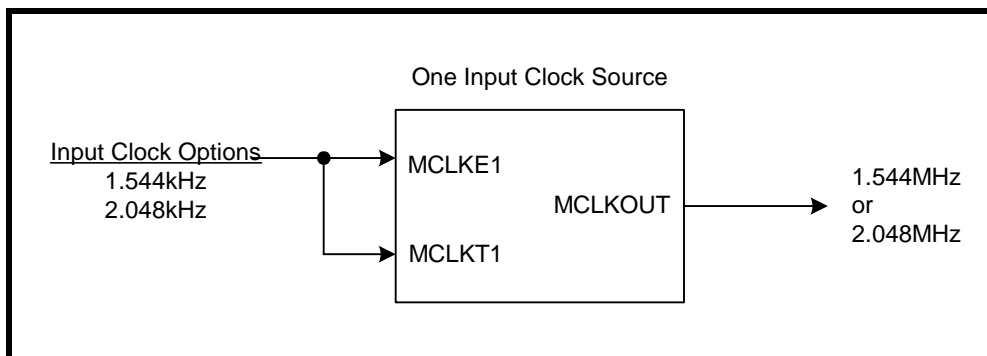 One Input Clock Source
Input Clock Options
1.544kHz
2.048kHz
MCLKE1
MCLKOUT
MCLKT1
1.544MHz
or
2.048MHz